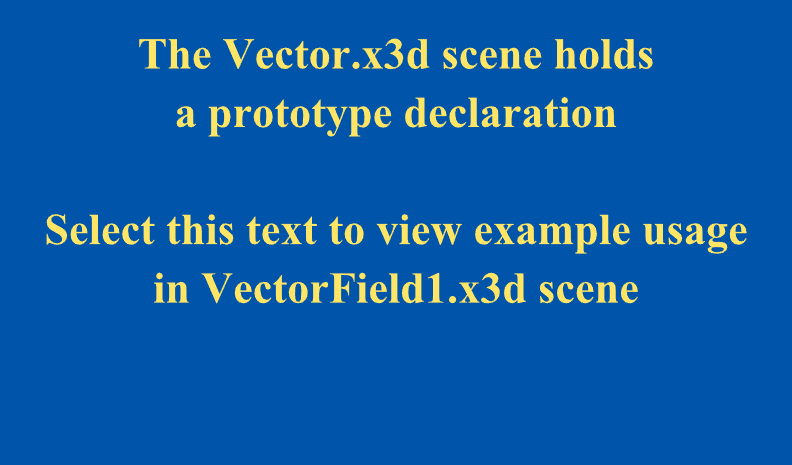 The Vector.x3d scene holds
a prototype declaration
Select this text to view example usage
in VectorField1.x3d scene